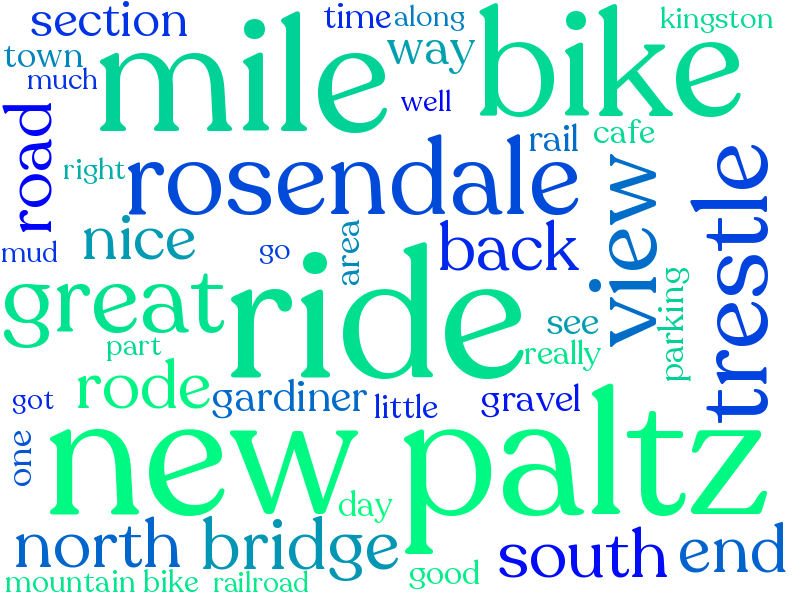 section
time
along
kingston
town
way
much
mile
bike
well
road
rail
cafe
right
rosendale
view
trestle
mud
nice
go
area
back
great
ride
see
parking
part
really
rode
got
gardiner
little
gravel
one
new paltz
day
north
bridge
south
end
mountain bike
railroad
good